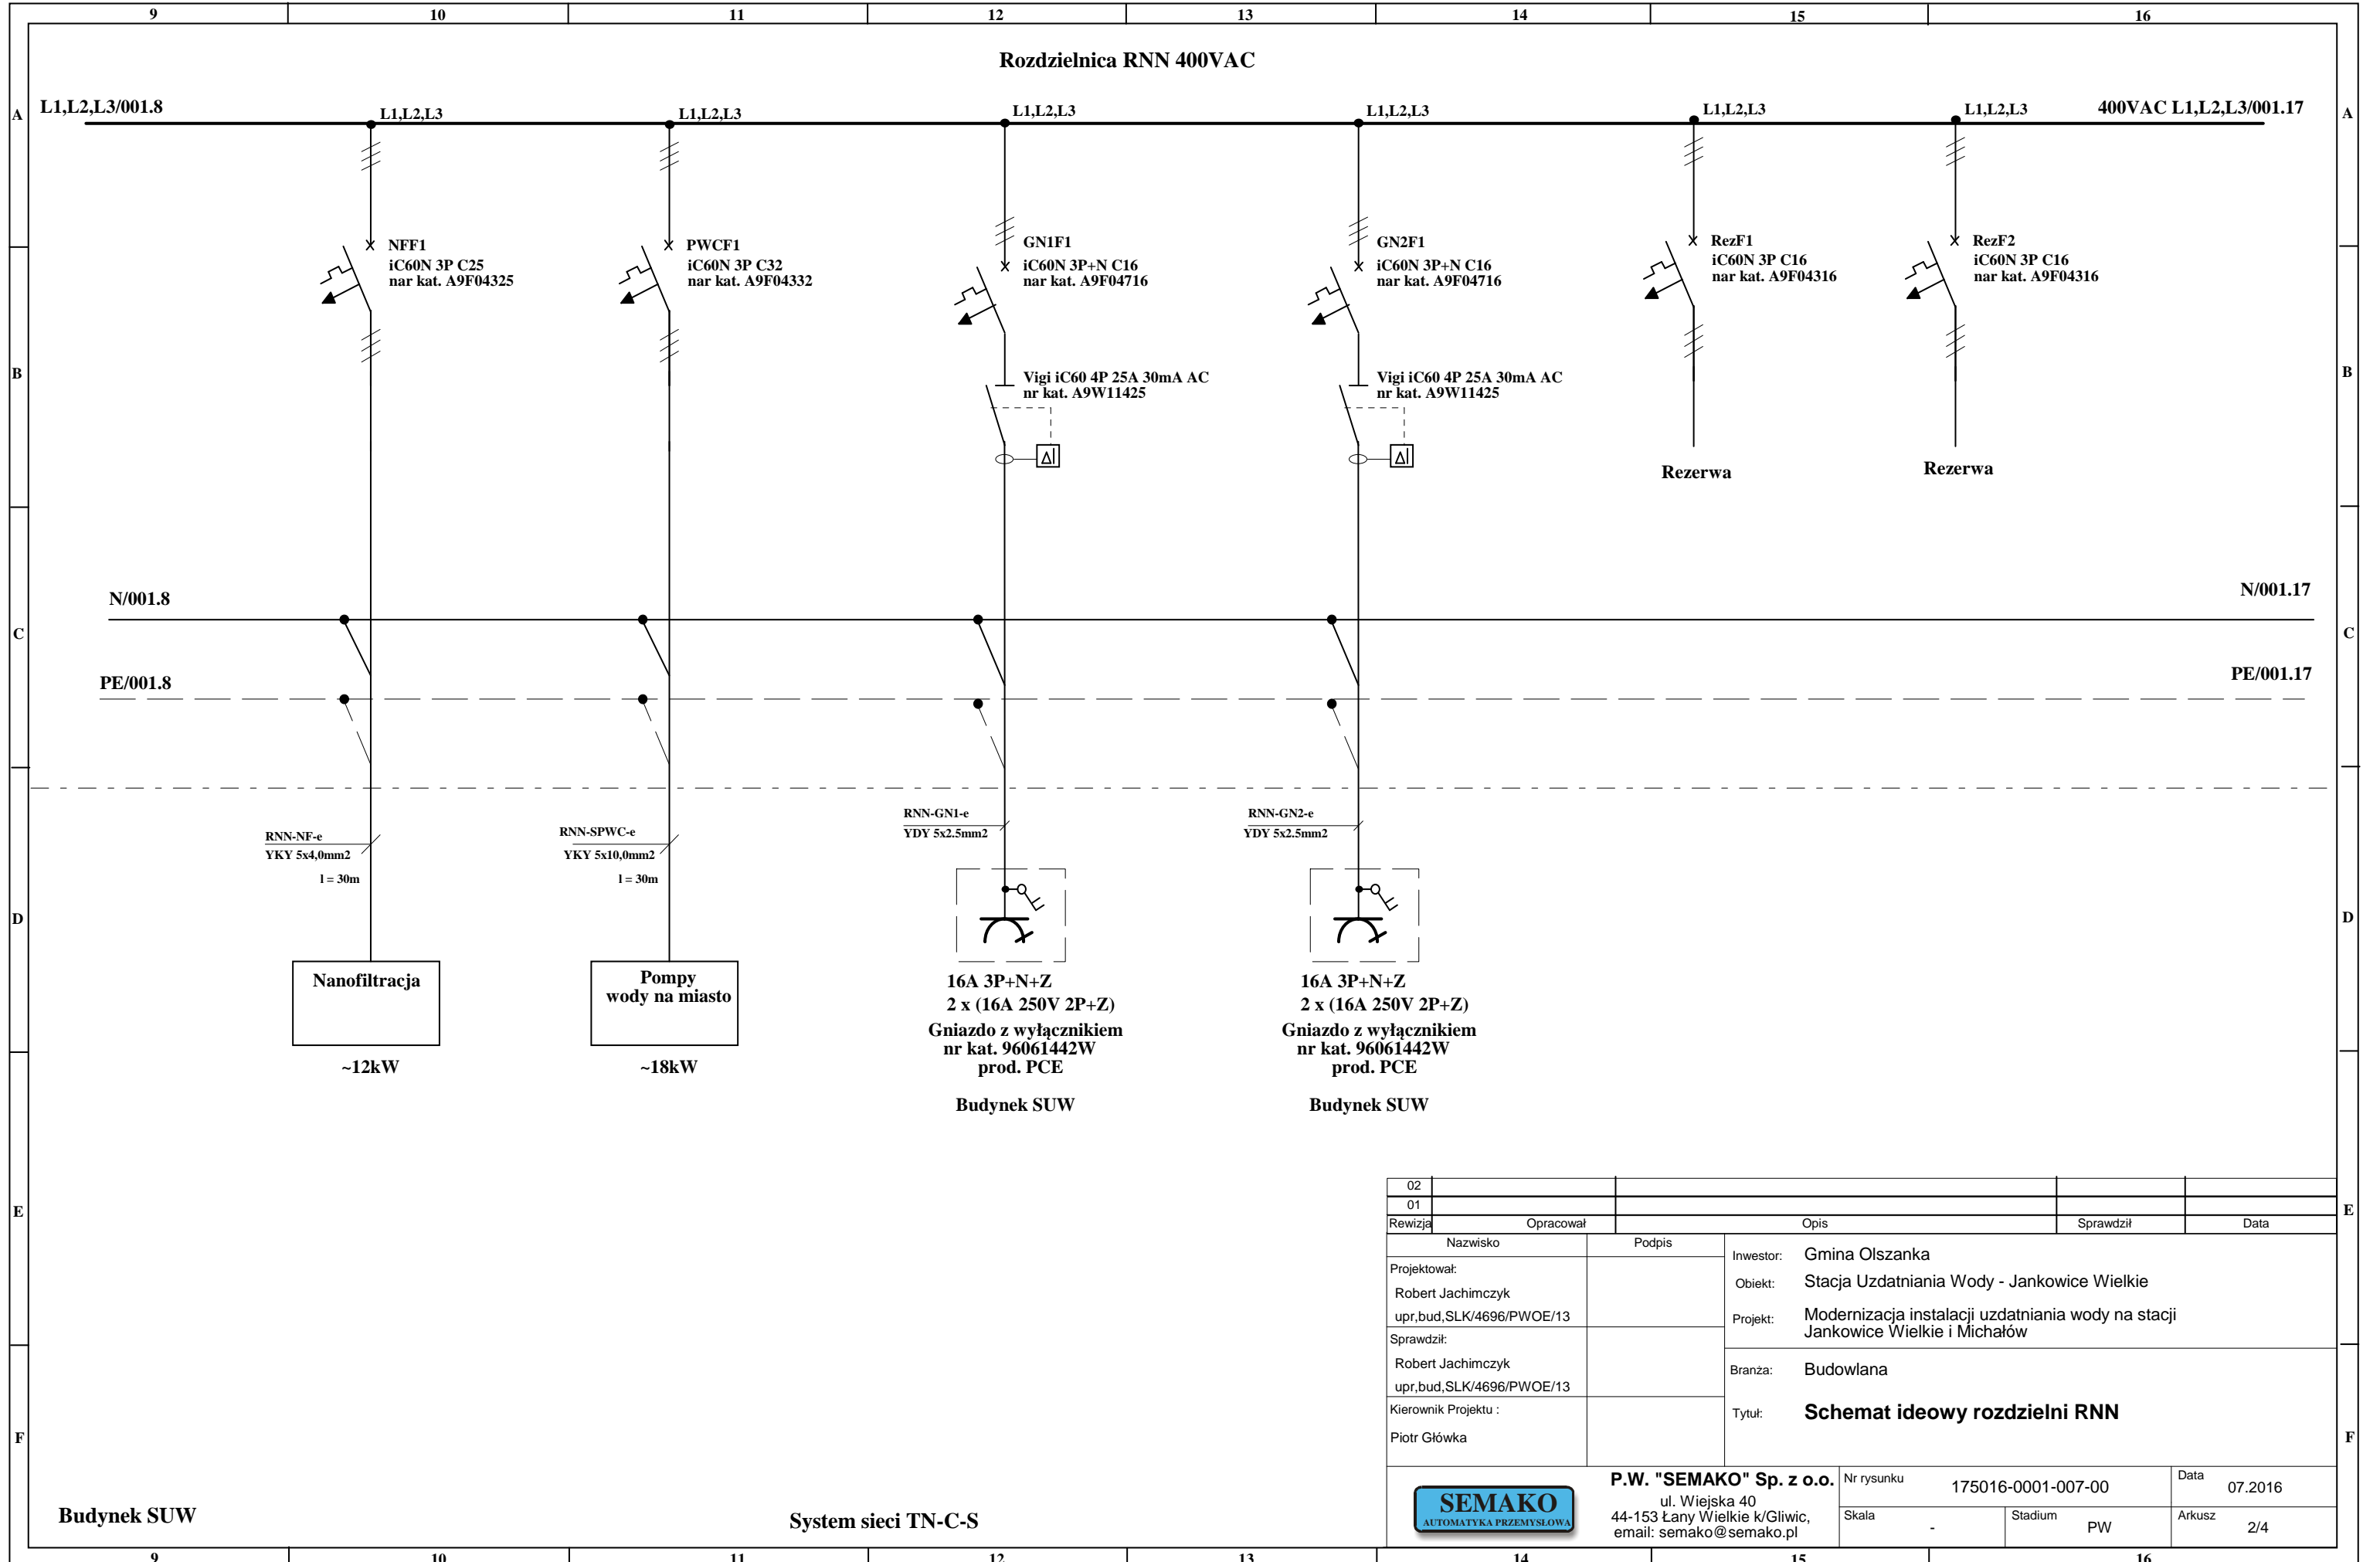 9 10 11 12 13 14 15 16
Rozdzielnica RNN 400VAC
A
L1,L2,L3/001.8
L1,L2,L3
L1,L2,L3
L1,L2,L3
L1,L2,L3
L1,L2,L3
L1,L2,L3
400VAC L1,L2,L3/001.17
A
NFF1
iC60N 3P C25
nar kat. A9F04325
PWCF1
iC60N 3P C32
nar kat. A9F04332
GN1F1
iC60N 3P+N C16
nar kat. A9F04716
GN2F1
iC60N 3P+N C16
nar kat. A9F04716
RezF1
iC60N 3P C16
nar kat. A9F04316
RezF2
iC60N 3P C16
nar kat. A9F04316
B
Vigi iC60 4P 25A 30mA AC
nr kat. A9W11425
Vigi iC60 4P 25A 30mA AC
nr kat. A9W11425
B
ΔI
ΔI
Rezerwa
Rezerwa
N/001.8
N/001.17
C
C
PE/001.8
PE/001.17
RNN-NF-e
YKY 5x4,0mm2
l = 30m
RNN-SPWC-e
YKY 5x10,0mm2
l = 30m
RNN-GN1-e
YDY 5x2.5mm2
RNN-GN2-e
YDY 5x2.5mm2
D
D
Nanofiltracja
~12kW
Pompy
wody na miasto
~18kW
16A 3P+N+Z
2 x (16A 250V 2P+Z)
Gniazdo z wyłącznikiem
nr kat. 96061442W
prod. PCE
Budynek SUW
16A 3P+N+Z
2 x (16A 250V 2P+Z)
Gniazdo z wyłącznikiem
nr kat. 96061442W
prod. PCE
Budynek SUW
E
E
02
01
Rewizja Opracował Opis Sprawdził Data
Nazwisko Podpis
Projektował:
Robert Jachimczyk
upr,bud,SLK/4696/PWOE/13
Sprawdził:
Robert Jachimczyk
upr,bud,SLK/4696/PWOE/13
Kierownik Projektu :
Piotr Główka
Inwestor: Gmina Olszanka
Obiekt: Stacja Uzdatniania Wody - Jankowice Wielkie
Projekt: Modernizacja instalacji uzdatniania wody na stacji
Jankowice Wielkie i Michałów
Branża: Budowlana
Tytuł: Schemat ideowy rozdzielni RNN
F
F
SEMAKO
AUTOMATYKA PRZEMYSŁOWA
P.W. "SEMAKO" Sp. z o.o.
ul. Wiejska 40
44-153 Łany Wielkie k/Gliwic,
email: semako@semako.pl
Nr rysunku 175016-0001-007-00
Data 07.2016
Skala -
Stadium PW
Arkusz 2/4
Budynek SUW
System sieci TN-C-S
9 10 11 12 13 14 15 16